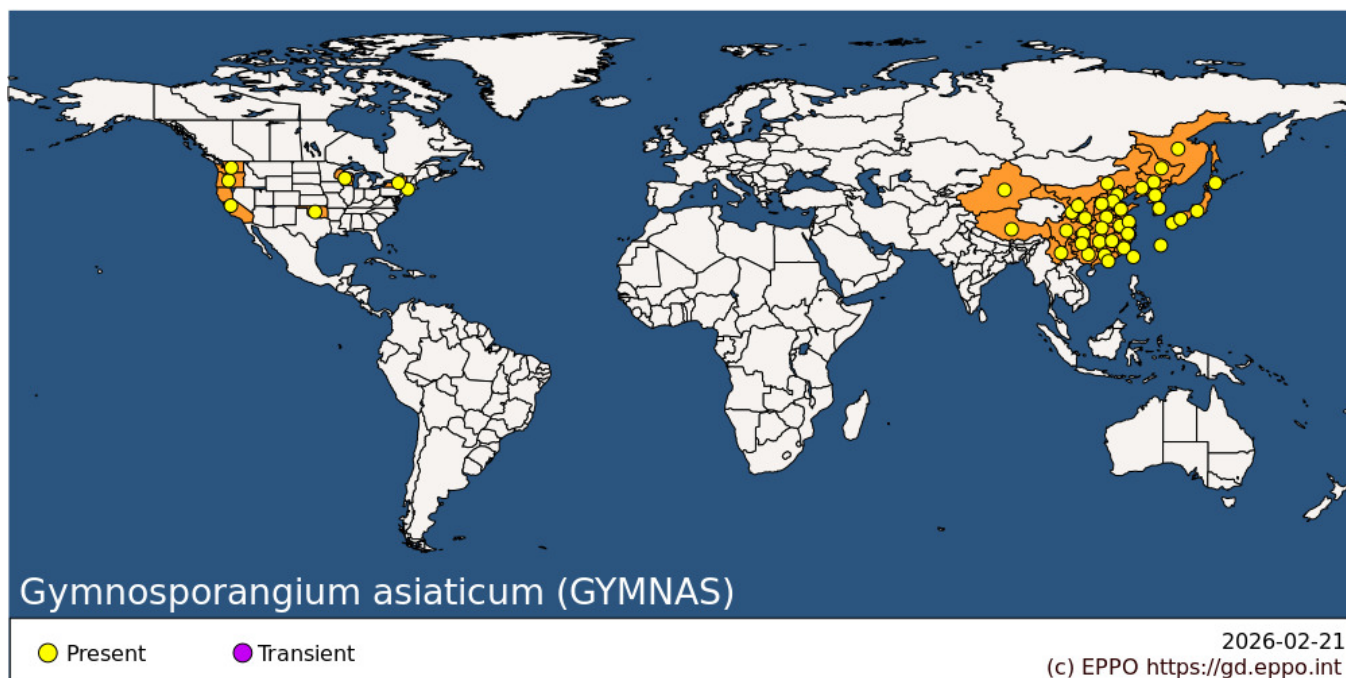 Gymnosporangium asiaticum (GYMNAS)
Present
Transient
2026-02-21
(c) EPPO https://gd.eppo.int